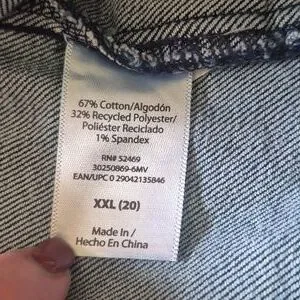 67% Cotton/Algodón
32% Recycled Polyester/
Poliéster Reciclado
1% Spandex
RN# 52469
30250869-6MV
EAN/UPC 0 29042135846
XXL (20)
Made in /
Hecho En China